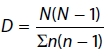 D = N(N – 1)
Σn(n – 1)